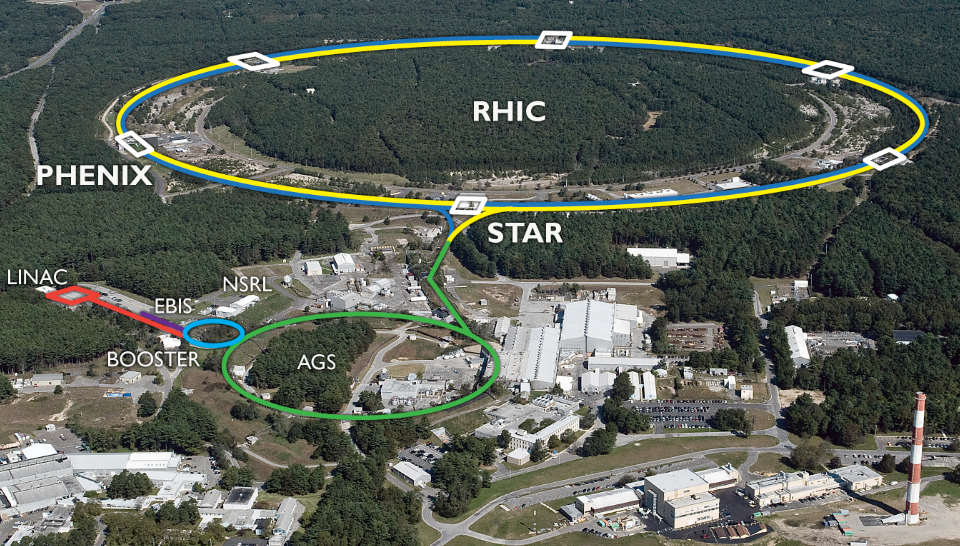 RHIC
PHENIX
STAR
LINAC
NSRL
EBIS
BOOSTER
AGS